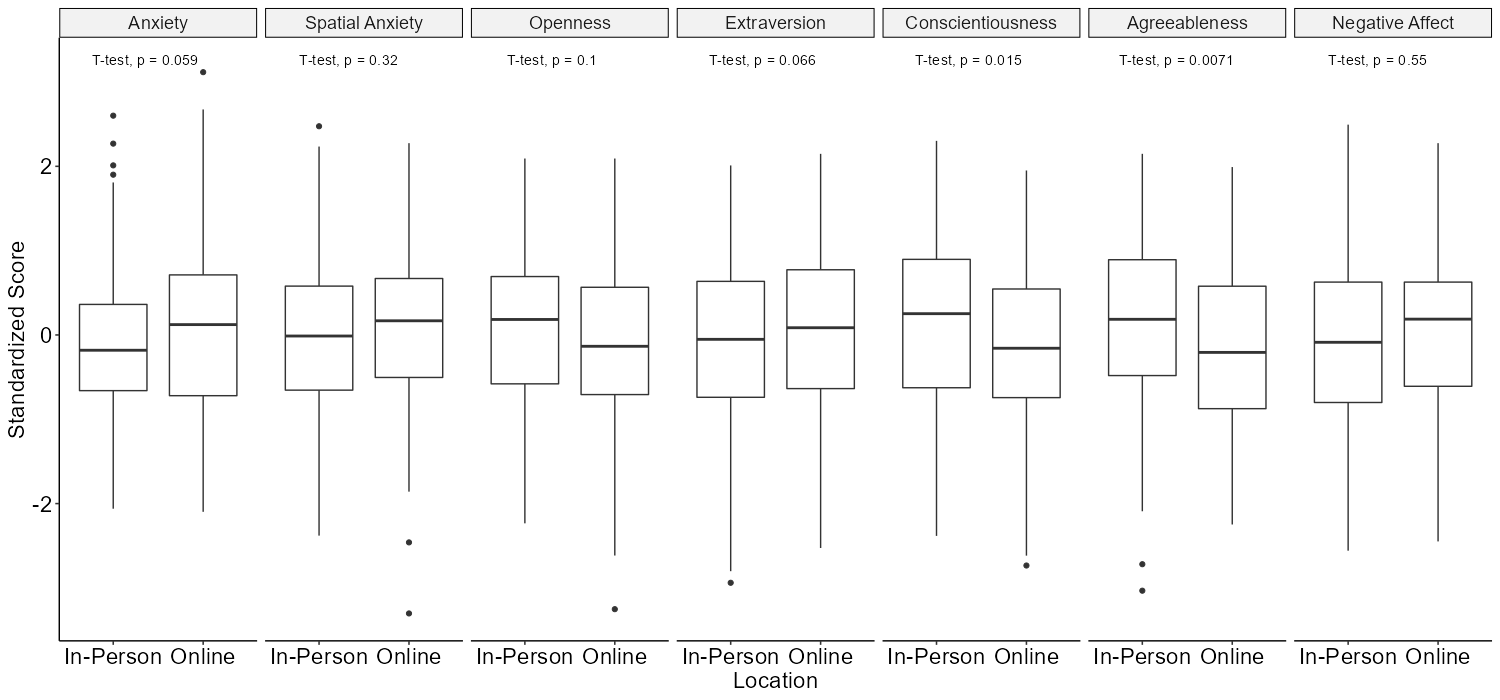 Anxiety Spatial Anxiety Openness Extraversion Conscientiousness Agreeableness Negative Affect
T-test, p = 0.059 T-test, p = 0.32 T-test, p = 0.1 T-test, p = 0.066 T-test, p = 0.015 T-test, p = 0.0071 T-test, p = 0.55
2
0
-2
Standardized Score
In-Person Online In-Person Online In-Person Online In-Person Online In-Person Online In-Person Online In-Person Online
Location